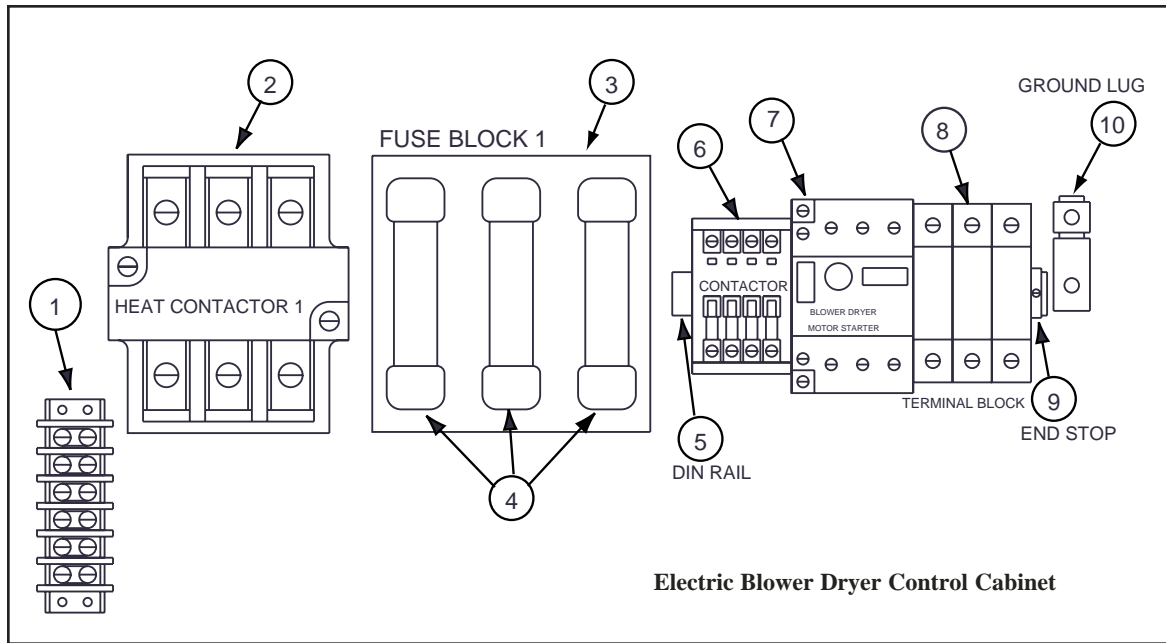 2
3
GROUND LUG
FUSE BLOCK 1
7
8
10
6
1
HEAT CONTACTOR 1
CONTACTOR
BLOWER DRYER
MOTOR STARTER
TERMINAL BLOCK
9
END STOP
5
DIN RAIL
4
Electric Blower Dryer Control Cabinet